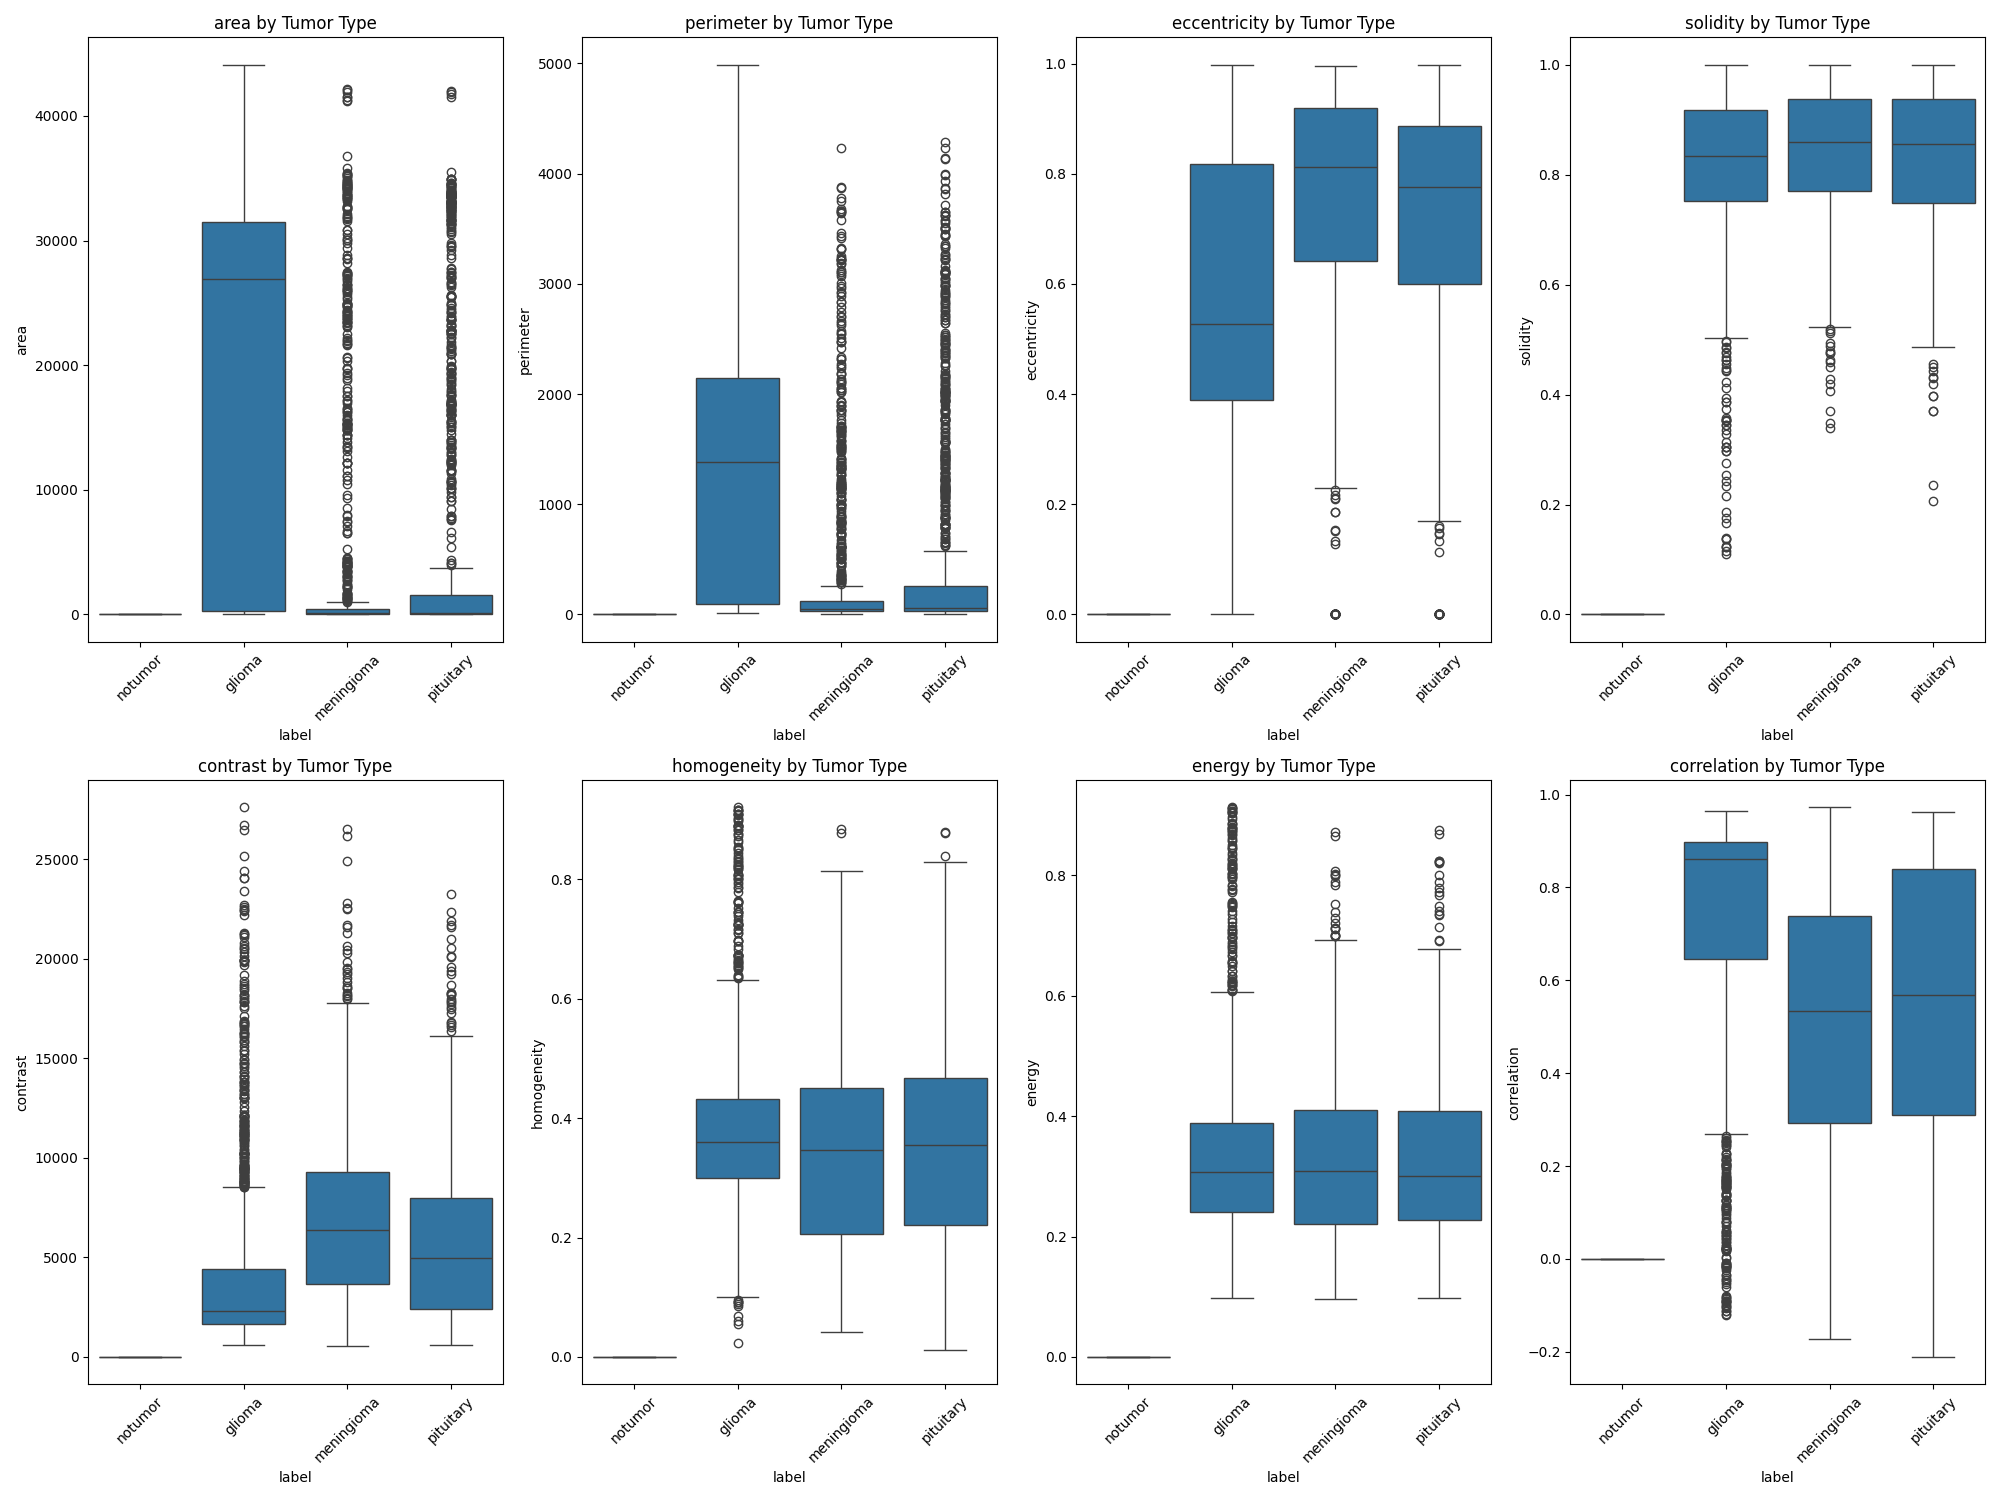 area by Tumor Type
perimeter by Tumor Type
eccentricity by Tumor Type
solidity by Tumor Type
area
40000
30000
20000
10000
0
notumor
glioma
meningioma
pituitary
label
perimeter
5000
4000
3000
2000
1000
0
notumor
glioma
meningioma
pituitary
label
eccentricity
1.0
0.8
0.6
0.4
0.2
0.0
notumor
glioma
meningioma
pituitary
label
solidity
1.0
0.8
0.6
0.4
0.2
0.0
notumor
glioma
meningioma
pituitary
label
contrast by Tumor Type
homogeneity by Tumor Type
energy by Tumor Type
correlation by Tumor Type
contrast
25000
20000
15000
10000
5000
0
notumor
glioma
meningioma
pituitary
label
homogeneity
0.8
0.6
0.4
0.2
0.0
notumor
glioma
meningioma
pituitary
label
energy
0.8
0.6
0.4
0.2
0.0
notumor
glioma
meningioma
pituitary
label
correlation
1.0
0.8
0.6
0.4
0.2
0.0
−0.2
notumor
glioma
meningioma
pituitary
label